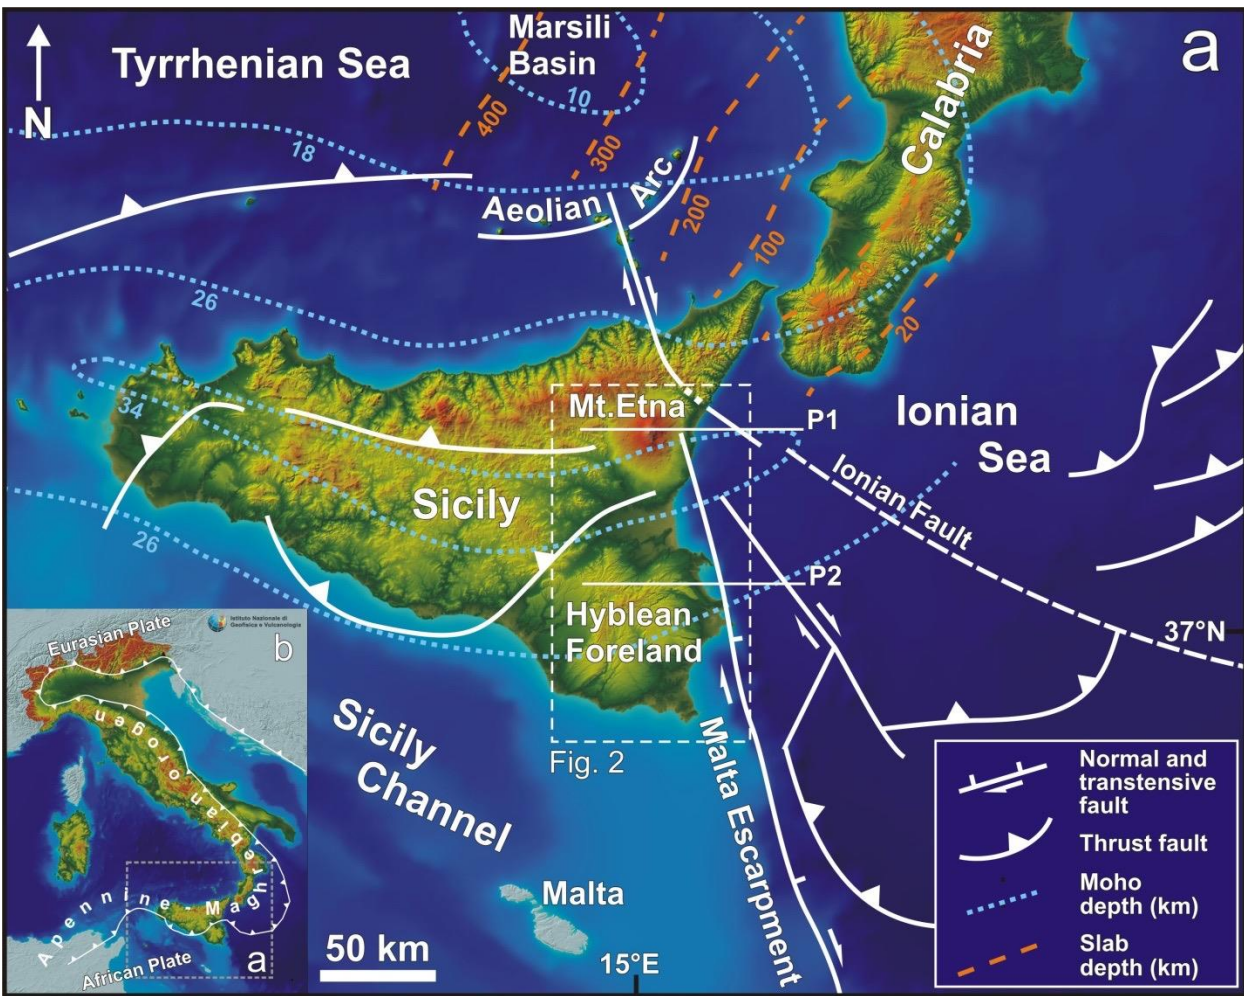 a
Marsili
Basin
Tyrrhenian Sea
N
10
400
300
18
Calabria
Aeolian Arc
200
100
26
20
34
Mt.Etna
P1
Ionian
Sea
Ionian Fault
Sicily
26
P2
Hyblean
Foreland
37°N
Fig. 2
Sicily
Channel
Malta Escarpment
Malta
50 km
15°E
Istituto Nazionale di
Geofisica e Vulcanologia
Eurasian Plate
b
Apennine - Maghrebian orogen
African Plate
a
Normal and
transtensive
fault
Thrust fault
Moho
depth (km)
Slab
depth (km)